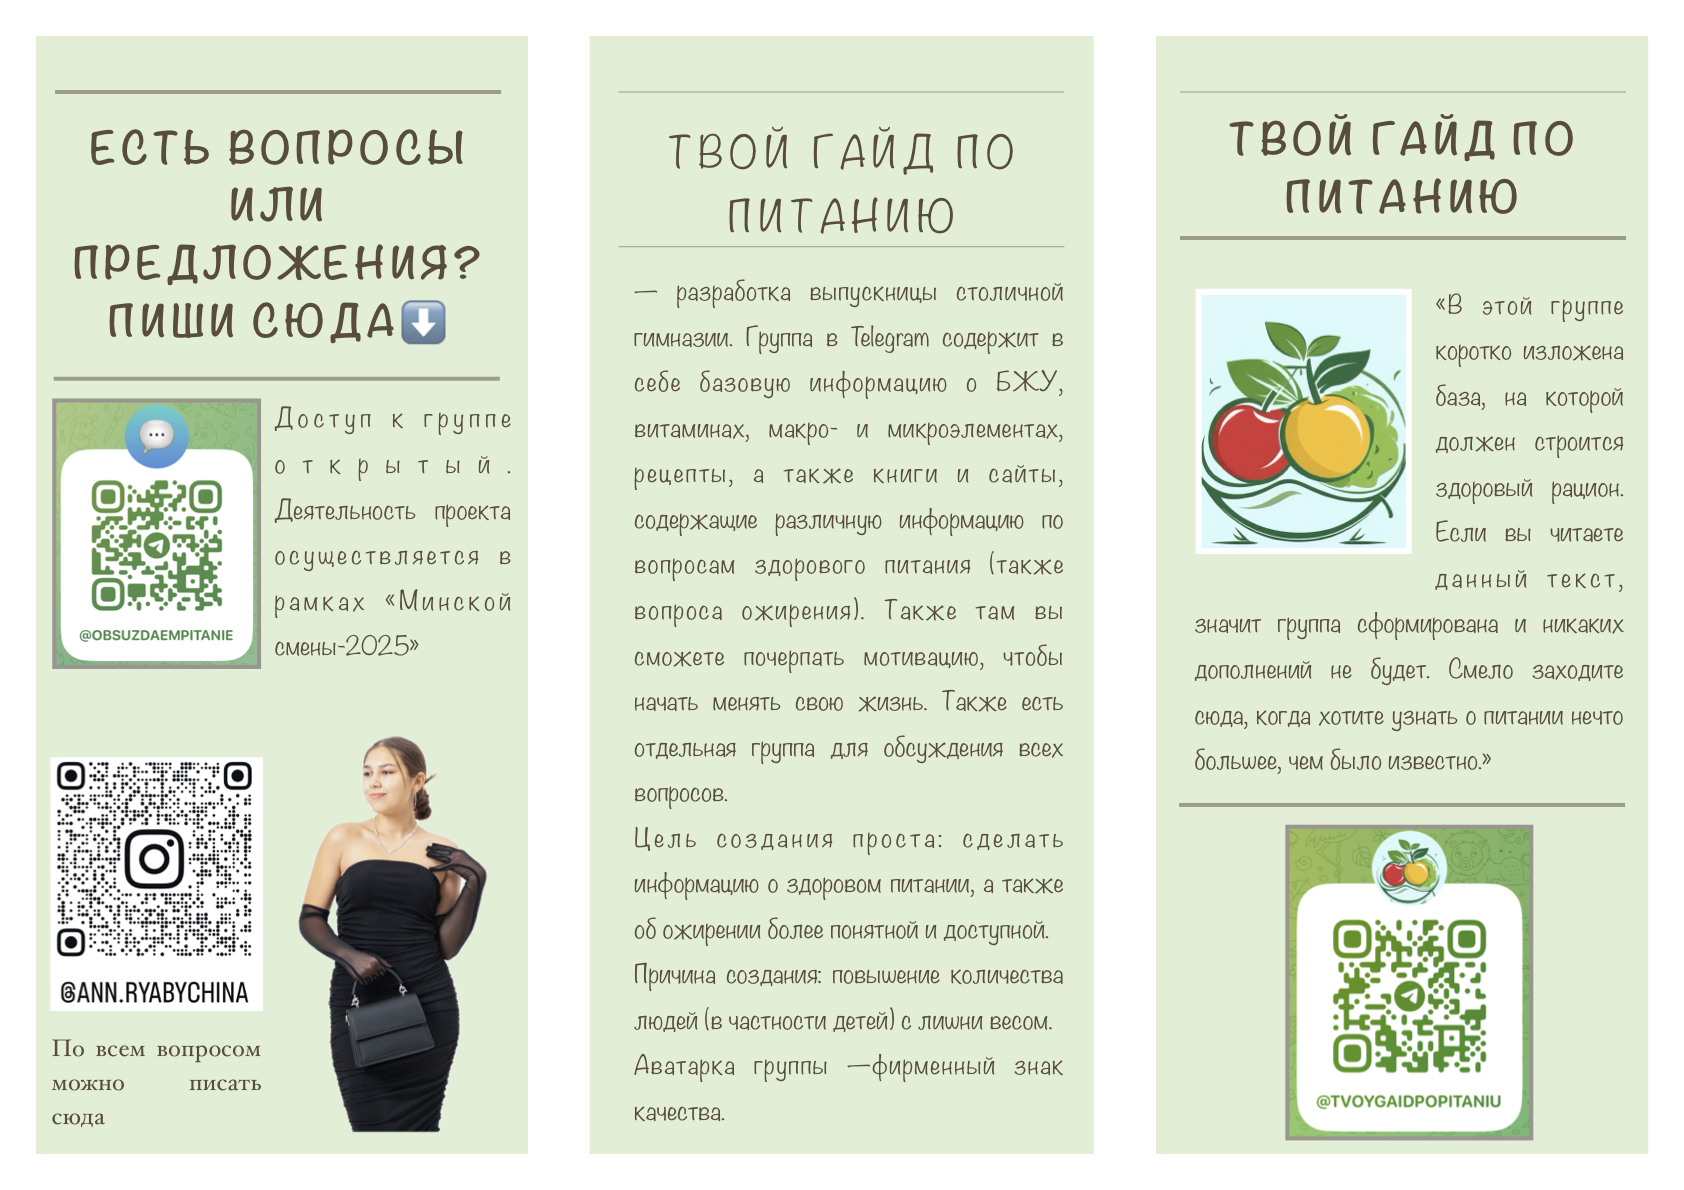 ЕСТЬ ВОПРОСЫ
ИЛИ
ПРЕДЛОЖЕНИЯ?
ПИШИ СЮДА⬇️
@OBSUZDAEMPITANIE
Доступ к группе
открытый.
Деятельность проекта
осуществляется в
рамках «Минской
смены-2025»
@ANN.RYABYCHINA
По всем вопросом
можно писать
сюда
ТВОЙ ГАЙД ПО
ПИТАНИЮ
— разработка выпускницы столичной
гимназии. Группа в Telegram содержит в
себе базовую информацию о БЖУ,
витаминах, макро- и микроэлементах,
рецепты, а также книги и сайты,
содержащие различную информацию по
вопросам здорового питания (также
вопроса ожирения). Также там вы
сможете почерпать мотивацию, чтобы
начать менять свою жизнь. Также есть
отдельная группа для обсуждения всех
вопросов.
Цель создания проста: сделать
информацию о здоровом питании, а также
об ожирении более понятной и доступной.
Причина создания: повышение количества
людей (в частности детей) с лишни весом.
Аватарка группы —фирменный знак
качества.
ТВОЙ ГАЙД ПО
ПИТАНИЮ
«В этой группе
коротко изложена
база, на которой
должен строится
здоровый рацион.
Если вы читаете
данный текст,
значит группа сформирована и никаких
дополнений не будет. Смело заходите
сюда, когда хотите узнать о питании нечто
большее, чем было известно.»
@TVOYGAIDPOPITANIU